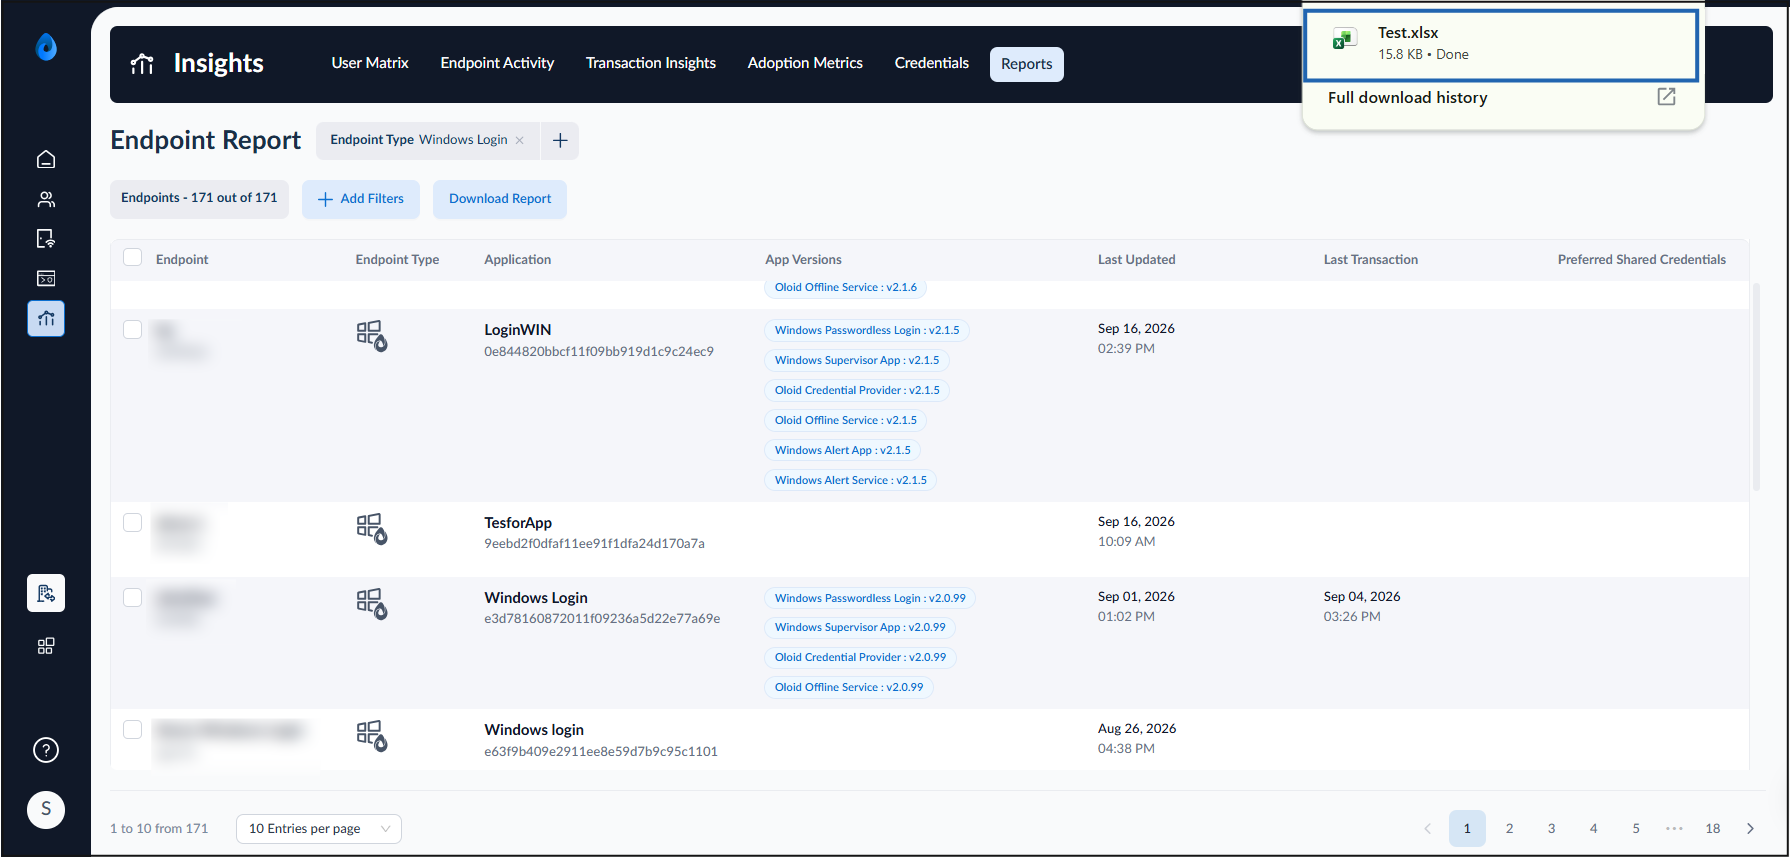 Insights
User Matrix
Endpoint Activity
Transaction Insights
Adoption Metrics
Credentials
Reports
Test.xlsx
15.8 KB • Done
Full download history
Endpoint Report
Endpoint Type Windows Login ×
Endpoints - 171 out of 171
+ Add Filters
Download Report
Endpoint
Endpoint Type
Application
App Versions
Last Updated
Last Transaction
Preferred Shared Credentials
Oloid Offline Service : v2.1.6
LoginWIN
0e844820bbcf11f09bb919d1c9c24ec9
Windows Passwordless Login : v2.1.5
Windows Supervisor App : v2.1.5
Oloid Credential Provider : v2.1.5
Oloid Offline Service : v2.1.5
Windows Alert App : v2.1.5
Windows Alert Service : v2.1.5
Sep 16, 2026
02:39 PM
TesforApp
9eebd2f0dfaf11ee91f1dfa24d170a7a
Sep 16, 2026
10:09 AM
Windows Login
e3d78160872011f09236a5d22e77a69e
Windows Passwordless Login : v2.0.99
Windows Supervisor App : v2.0.99
Oloid Credential Provider : v2.0.99
Oloid Offline Service : v2.0.99
Sep 01, 2026
01:02 PM
Sep 04, 2026
03:26 PM
Windows login
e63f9b409e2911ee8e59d7b9c95c1101
Aug 26, 2026
04:38 PM
S
1 to 10 from 171
10 Entries per page
1 2 3 4 5 ••• 18